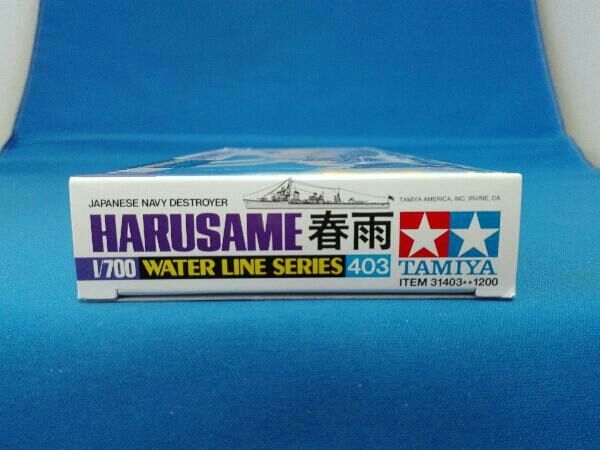 JAPANESE NAVY DESTROYER
TAMIYA AMERICA, INC. IRVINE, CA
HARUSAME 春雨
1/700 WATER LINE SERIES 403
TAMIYA
ITEM 31403**1200